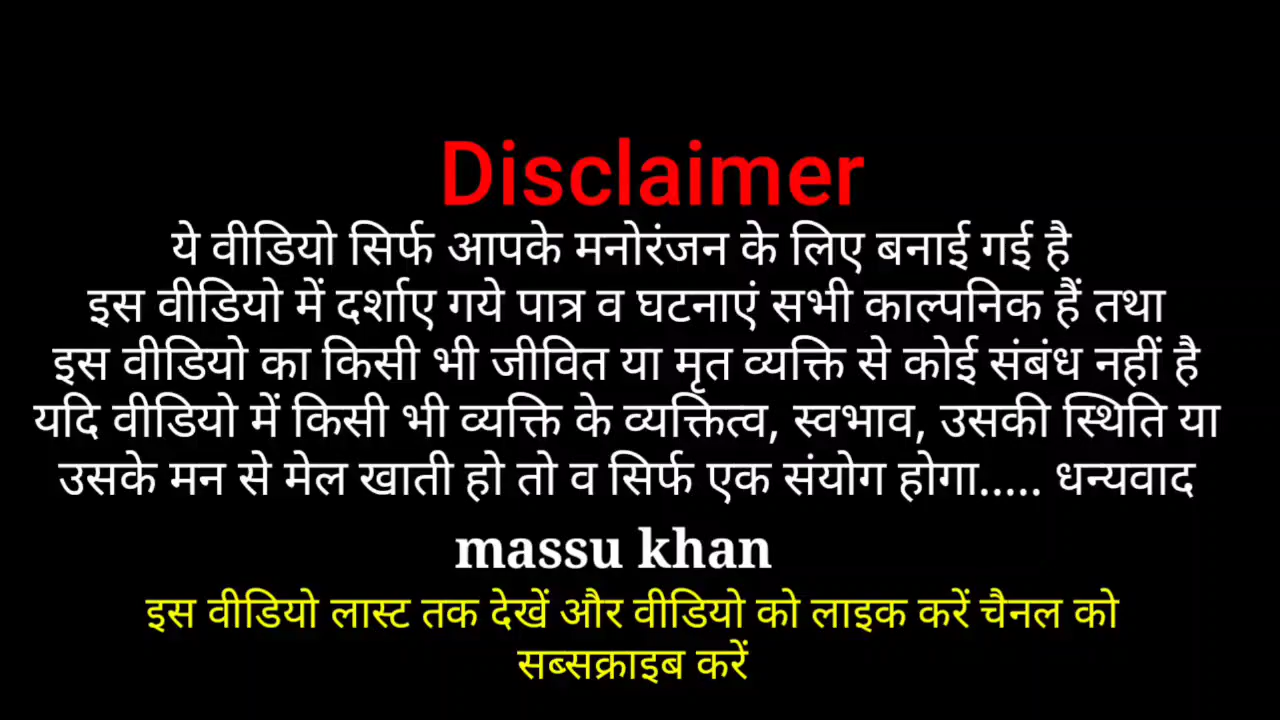 Disclaimer
ये वीडियो सिर्फ आपके मनोरंजन के लिए बनाई गई है
इस वीडियो में दर्शाए गये पात्र व घटनाएं सभी काल्पनिक हैं तथा
इस वीडियो का किसी भी जीवित या मृत व्यक्ति से कोई संबंध नहीं है
यदि वीडियो में किसी भी व्यक्ति के व्यक्तित्व, स्वभाव, उसकी स्थिति या
उसके मन से मेल खाती हो तो व सिर्फ एक संयोग होगा..... धन्यवाद
massu khan
इस वीडियो लास्ट तक देखें और वीडियो को लाइक करें चैनल को
सब्सक्राइब करें